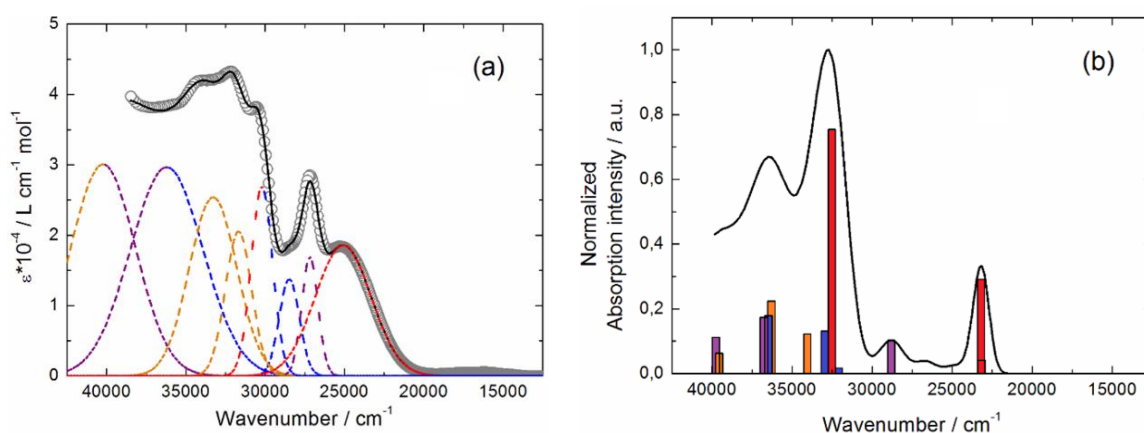 (a)
ε*10⁻⁴ / L cm⁻¹ mol⁻¹
5
4
3
2
1
0
40000 35000 30000 25000 20000 15000
Wavenumber / cm⁻¹
(b)
Normalized
Absorption intensity / a.u.
1,0
0,8
0,6
0,4
0,2
0,0
40000 35000 30000 25000 20000 15000
Wavenumber / cm⁻¹